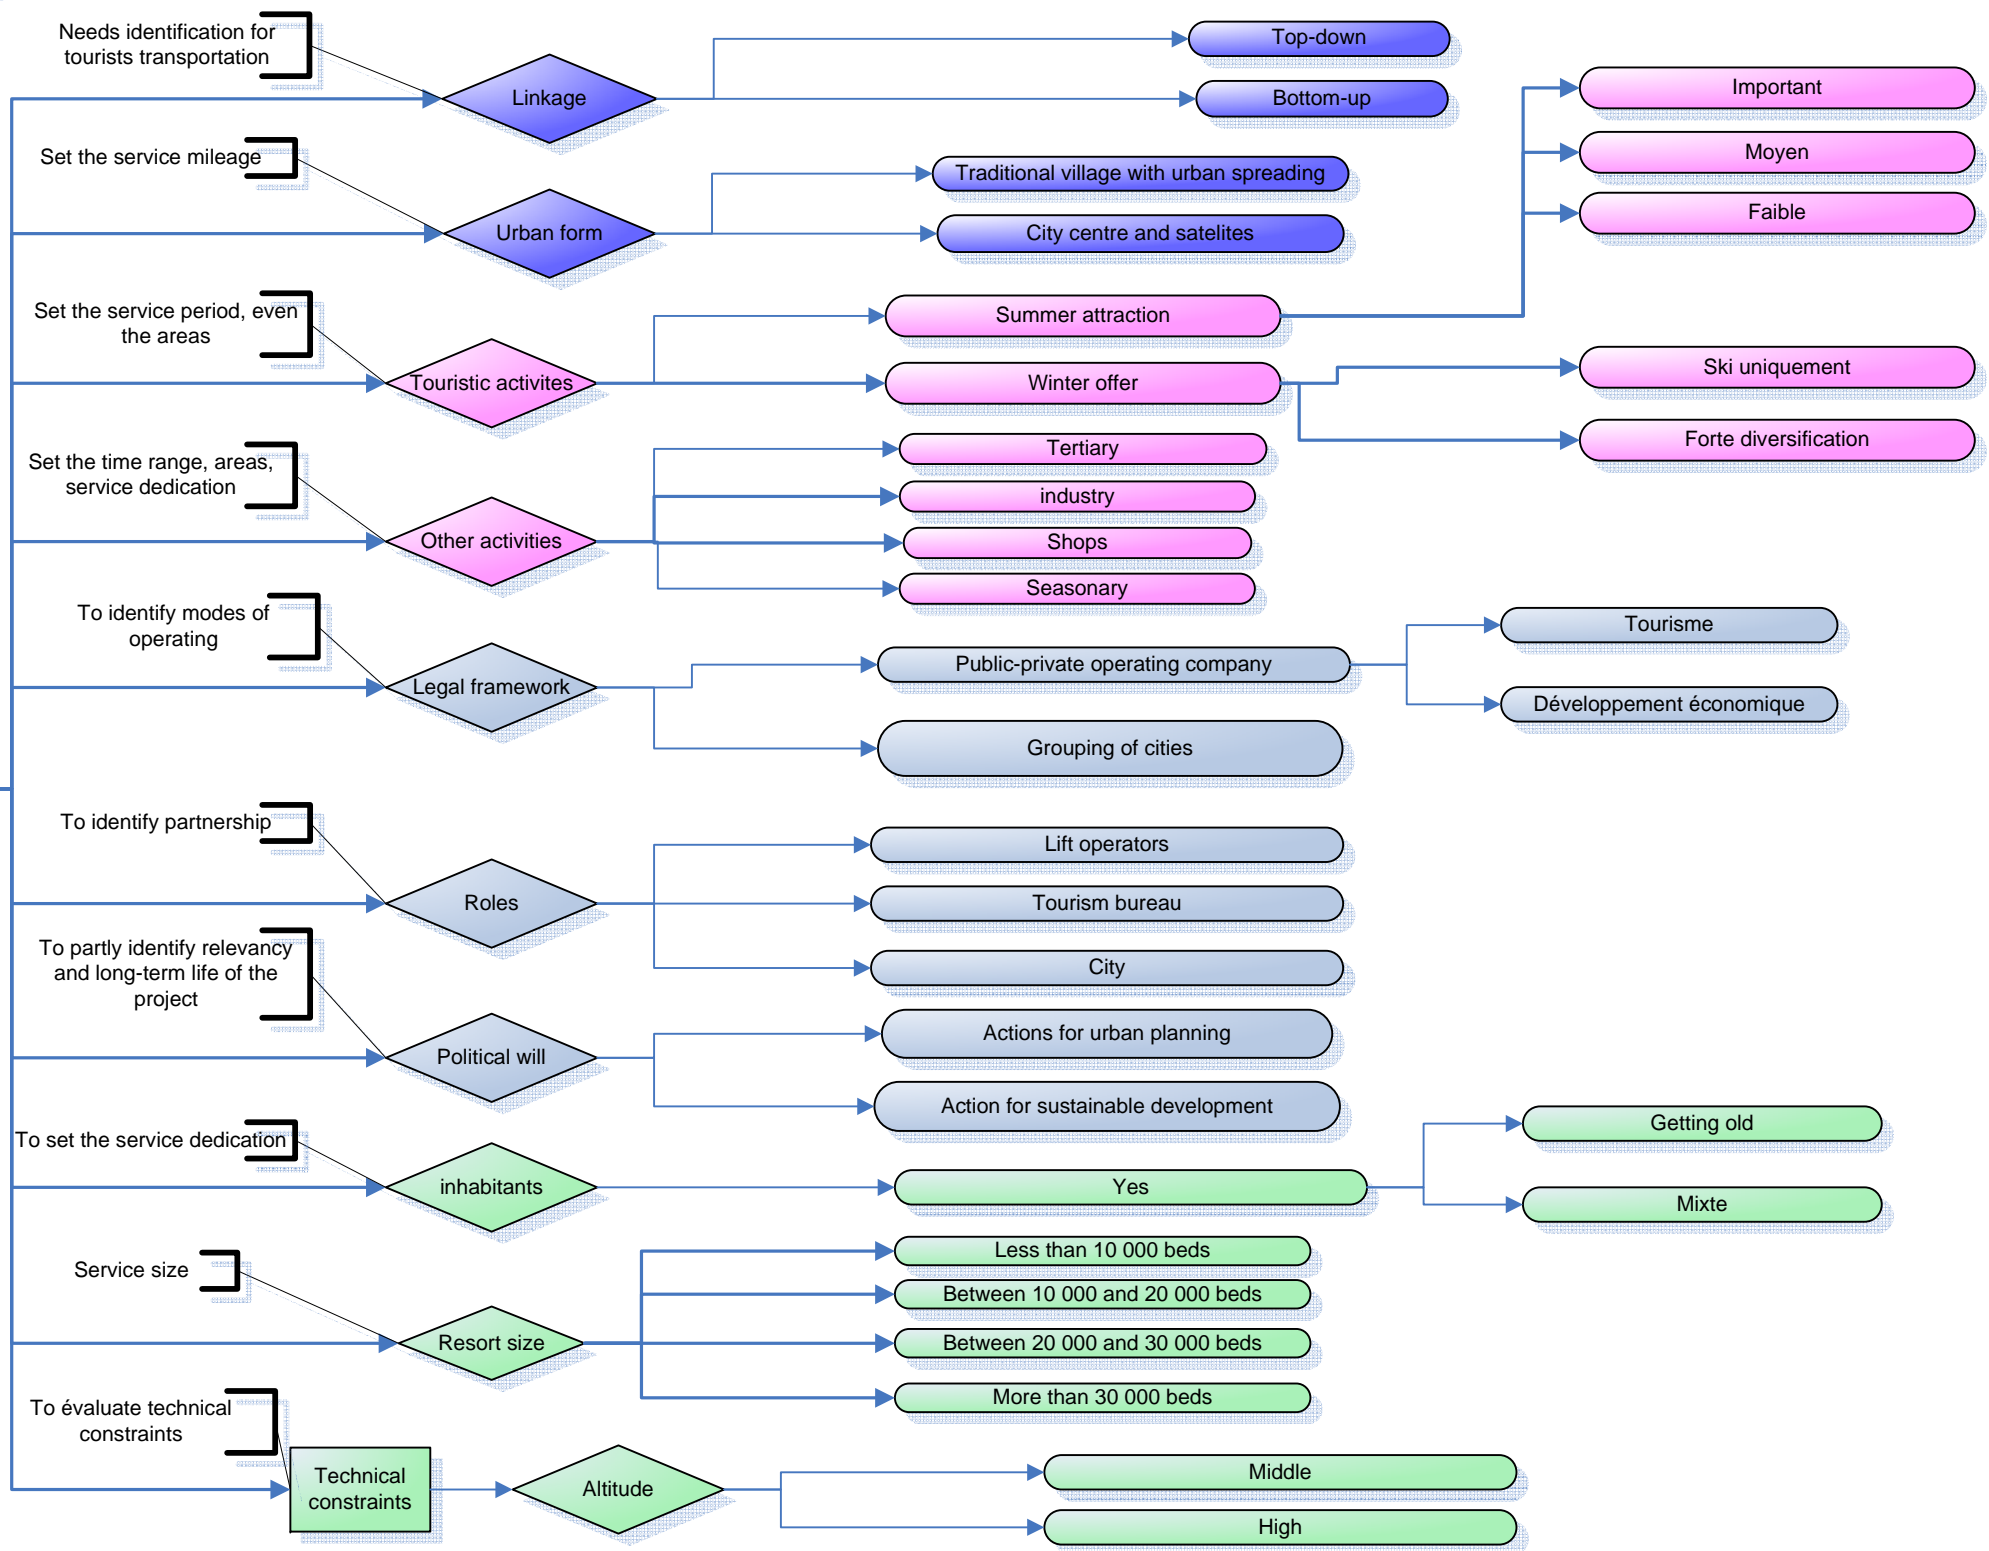 Needs identification for
tourists transportation
Linkage
Top-down
Bottom-up
Important
Moyen
Faible
Set the service mileage
Urban form
Traditional village with urban spreading
City centre and satelites
Set the service period, even
the areas
Touristic activites
Summer attraction
Winter offer
Ski uniquement
Forte diversification
Set the time range, areas,
service dedication
Other activities
Tertiary
industry
Shops
Seasonary
To identify modes of
operating
Legal framework
Public-private operating company
Grouping of cities
Tourisme
Développement économique
To identify partnership
Roles
Lift operators
Tourism bureau
City
To partly identify relevancy
and long-term life of the
project
Political will
Actions for urban planning
Action for sustainable development
To set the service dedication
inhabitants
Yes
Getting old
Mixte
Service size
Resort size
Less than 10 000 beds
Between 10 000 and 20 000 beds
Between 20 000 and 30 000 beds
More than 30 000 beds
To évaluate technical
constraints
Technical
constraints
Altitude
Middle
High